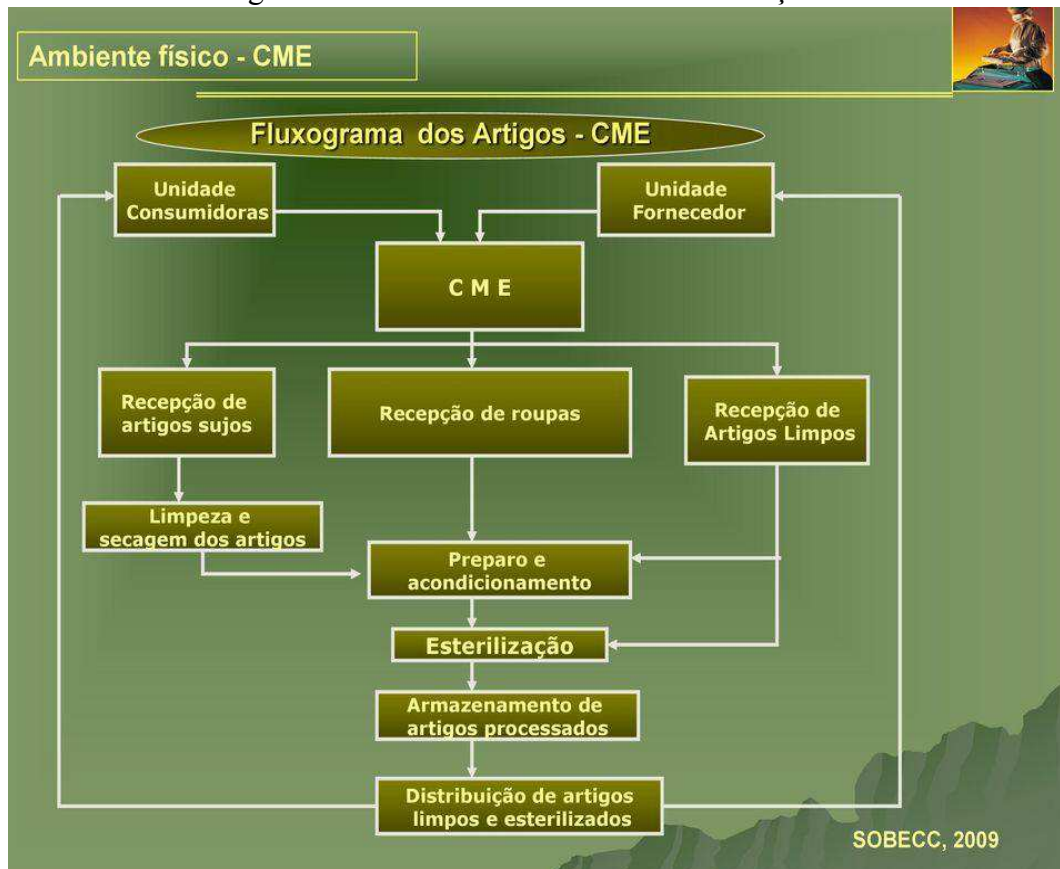 Ambiente físico - CME
Fluxograma dos Artigos - CME
Unidade
Consumidoras
Unidade
Fornecedor
C M E
Recepção de
artigos sujos
Recepção de roupas
Recepção de
Artigos Limpos
Limpeza e
secagem dos artigos
Preparo e
acondicionamento
Esterilização
Armazenamento de
artigos processados
Distribuição de artigos
limpos e esterilizados
SOBECC, 2009